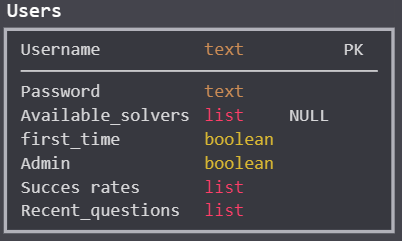 Users
Username text PK
Password text
Available_solvers list NULL
first_time boolean
Admin boolean
Succes rates list
Recent_questions list